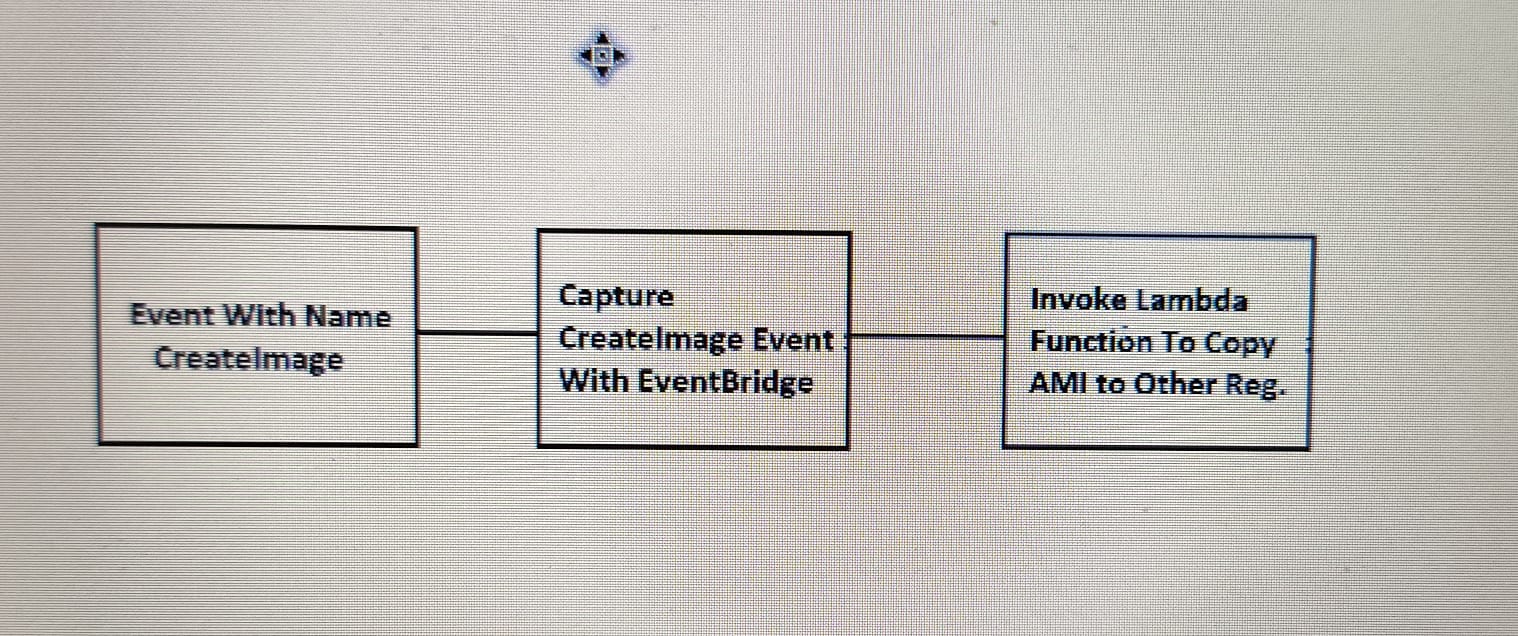 Event With Name
CreateImage
Capture
CreateImage Event
With EventBridge
Invoke Lambda
Function To Copy
AMI to Other Reg.